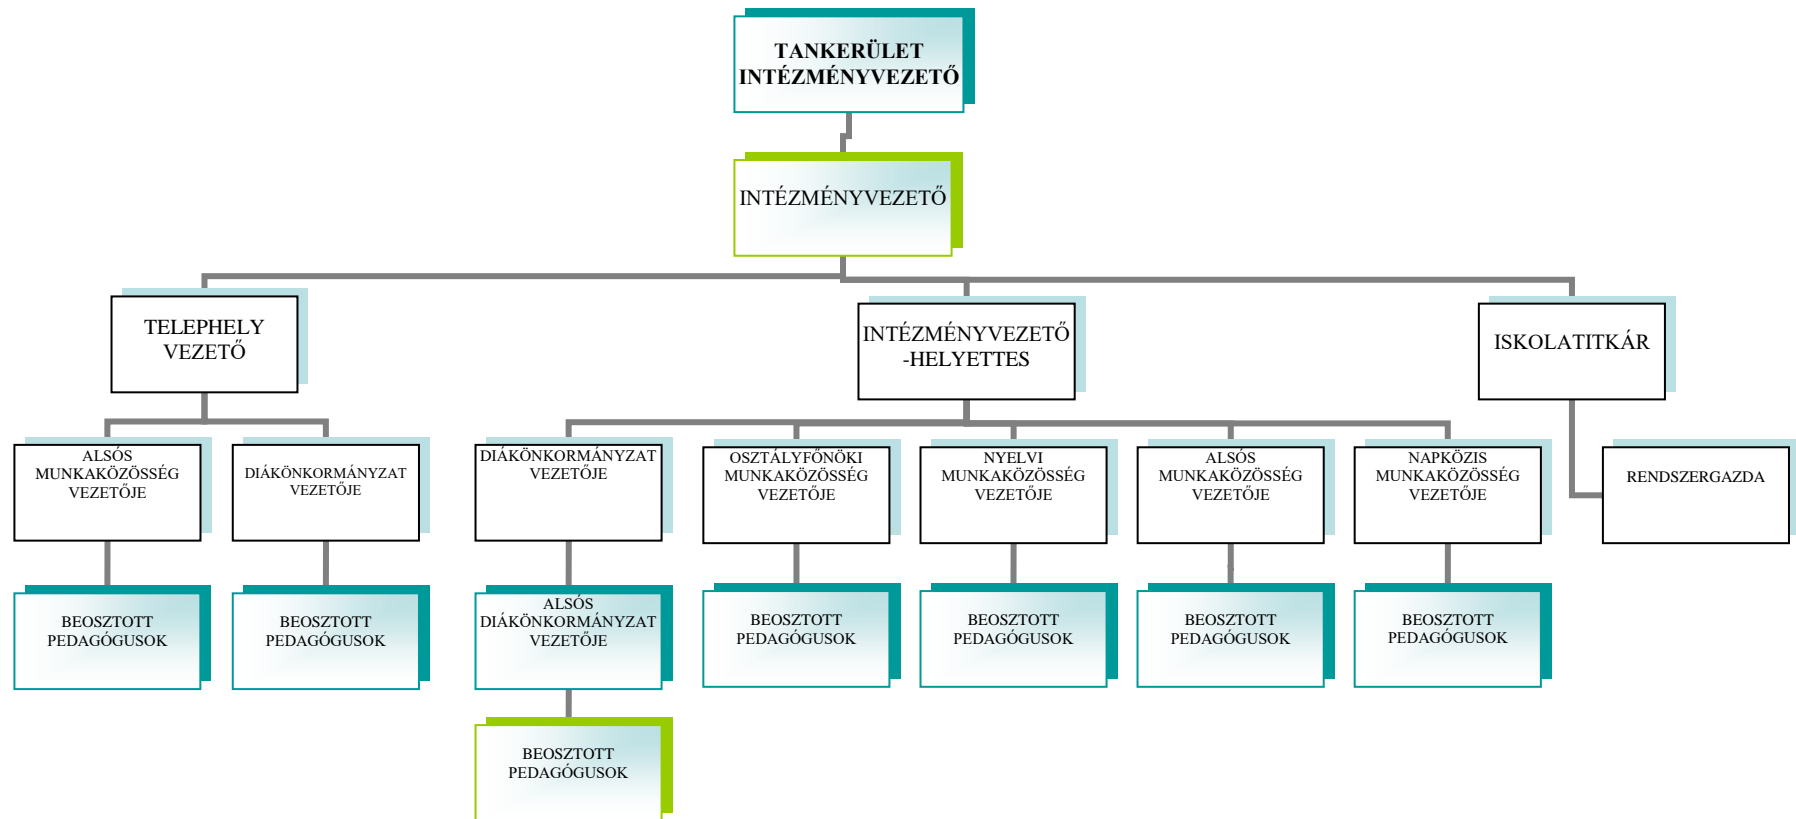 TANKERÜLET
INTÉZMÉNYVEZETŐ
INTÉZMÉNYVEZETŐ
TELEPHELY
VEZETŐ
INTÉZMÉNYVEZETŐ
-HELYETTES
ISKOLATITKÁR
ALSÓS
MUNKAKÖZÖSSÉG
VEZETŐJE
DIÁKÖNKORMÁNYZAT
VEZETŐJE
DIÁKÖNKORMÁNYZAT
VEZETŐJE
OSZTÁLYFŐNÖKI
MUNKAKÖZÖSSÉG
VEZETŐJE
NYELVI
MUNKAKÖZÖSSÉG
VEZETŐJE
ALSÓS
MUNKAKÖZÖSSÉG
VEZETŐJE
NAPKÖZIS
MUNKAKÖZÖSSÉG
VEZETŐJE
RENDSZERGAZDA
BEOSZTOTT
PEDAGÓGUSOK
BEOSZTOTT
PEDAGÓGUSOK
ALSÓS
DIÁKÖNKORMÁNYZAT
VEZETŐJE
BEOSZTOTT
PEDAGÓGUSOK
BEOSZTOTT
PEDAGÓGUSOK
BEOSZTOTT
PEDAGÓGUSOK
BEOSZTOTT
PEDAGÓGUSOK
BEOSZTOTT
PEDAGÓGUSOK